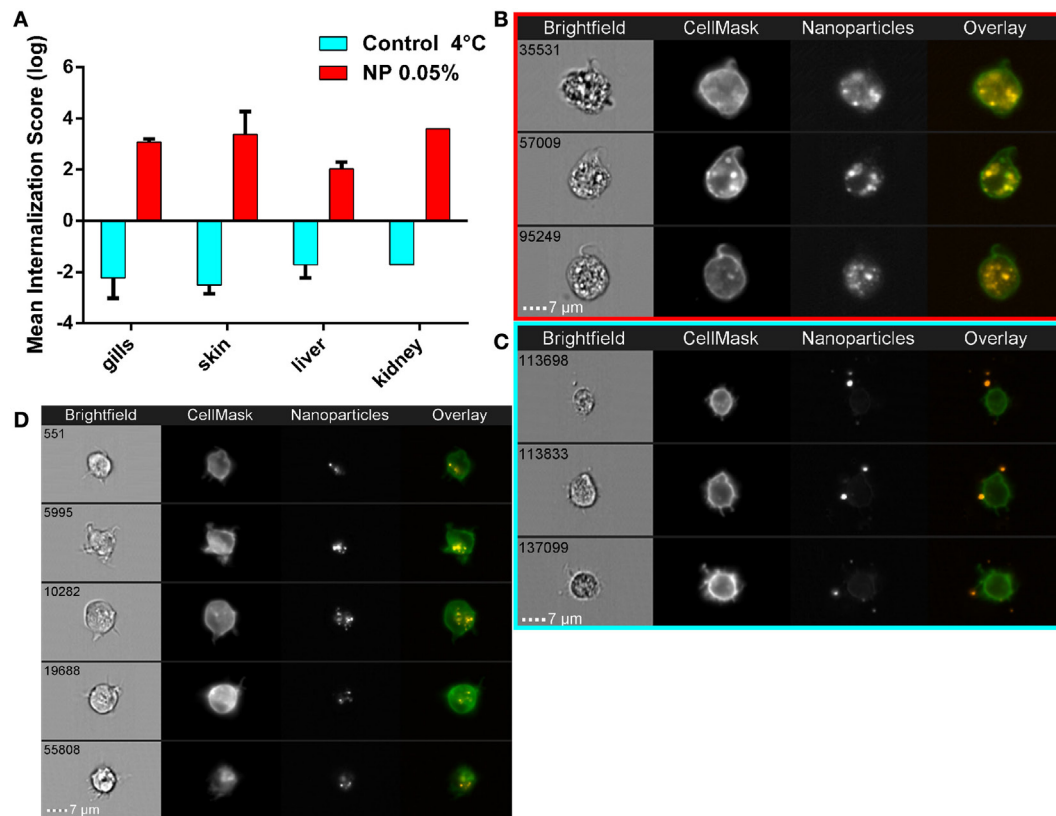 A
Control 4°C
NP 0.05%
Mean Internalization Score (log)
6
4
2
0
-2
-4
gills
skin
liver
kidney
B
Brightfield CellMask Nanoparticles Overlay
35531
57009
95249
7 µm
C
Brightfield CellMask Nanoparticles Overlay
113698
113833
137099
7 µm
D
Brightfield CellMask Nanoparticles Overlay
551
5995
10282
19688
55808
7 µm